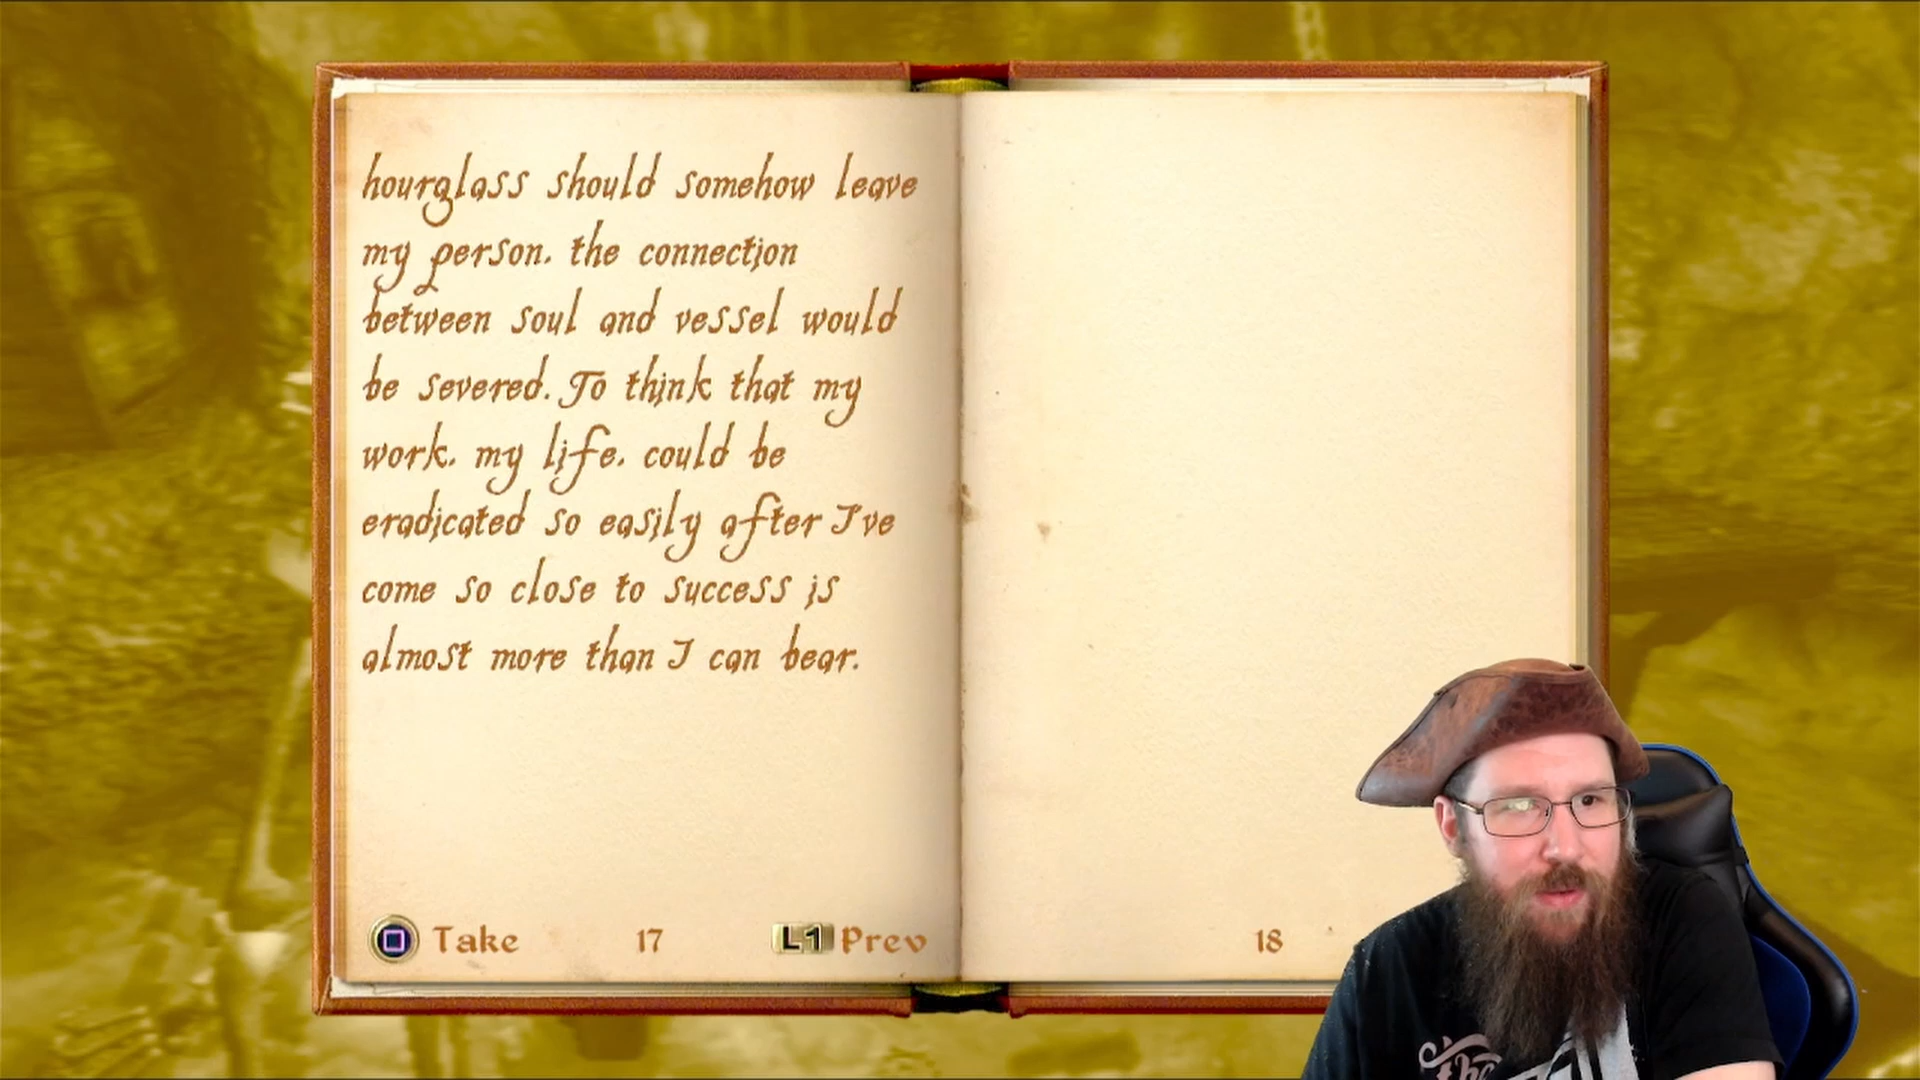 hourglass should somehow leave
my person, the connection
between soul and vessel would
be severed. To think that my
work, my life, could be
eradicated so easily after I've
come so close to success is
almost more than I can bear.
Take 17 L1 Prev 18
the